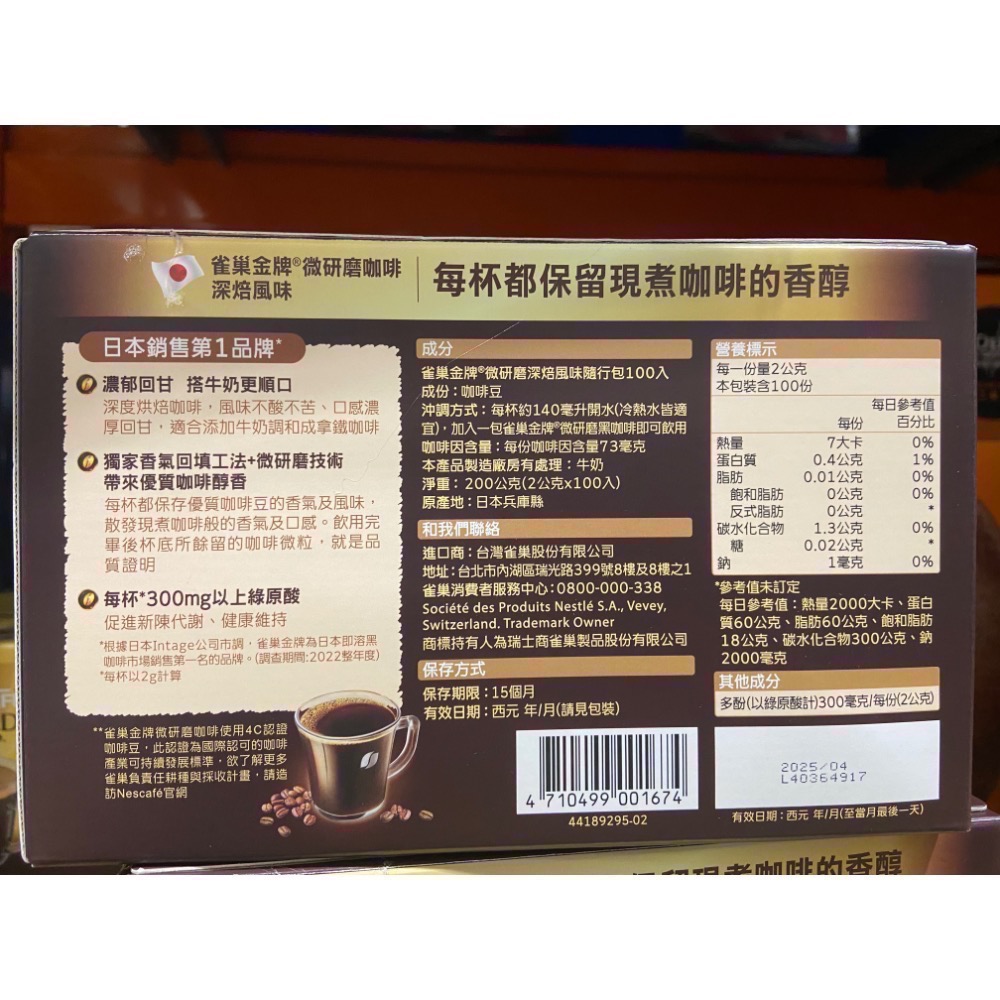 雀巢金牌®微研磨咖啡
深焙風味
每杯都保留現煮咖啡的香醇
日本銷售第1品牌*
濃郁回甘 搭牛奶更順口
深度烘焙咖啡，風味不酸不苦、口感濃
厚回甘，適合添加牛奶調和成拿鐵咖啡
獨家香氣回填工法+微研磨技術
帶來優質咖啡醇香
每杯都保存優質咖啡豆的香氣及風味，
散發現煮咖啡般的香氣及口感。飲用完
畢後杯底所餘留的咖啡微粒，就是品
質證明
每杯*300mg以上綠原酸
促進新陳代謝、健康維持
*根據日本Intage公司市調，雀巢金牌為日本即溶黑
咖啡市場銷售第一名的品牌。(調查期間:2022整年度)
*每杯以2g計算
**雀巢金牌微研磨咖啡使用4C認證
咖啡豆，此認證為國際認可的咖啡
產業可持續發展標準，欲了解更多
雀巢負責任耕種與採收計畫，請造
訪Nescafé官網
成分
雀巢金牌®微研磨深焙風味隨行包100入
成份：咖啡豆
沖調方式：每杯約140毫升開水(冷熱水皆適
宜)，加入一包雀巢金牌®微研磨黑咖啡即可飲用
咖啡因含量：每份咖啡因含量73毫克
本產品製造廠房有處理：牛奶
淨重：200公克(2公克x100入)
原產地：日本兵庫縣
和我們聯絡
進口商：台灣雀巢股份有限公司
地址：台北市內湖區瑞光路399號8樓及8樓之1
雀巢消費者服務中心：0800-000-338
Société des Produits Nestlé S.A., Vevey,
Switzerland. Trademark Owner
商標持有人為瑞士商雀巢製品股份有限公司
保存方式
保存期限：15個月
有效日期：西元 年/月(請見包裝)
4 710499 001674
44189295-02
營養標示
每一份量2公克
本包裝含100份
每份 每日參考值百分比
熱量 7大卡 0%
蛋白質 0.4公克 1%
脂肪 0.01公克 0%
飽和脂肪 0公克 0%
反式脂肪 0公克 *
碳水化合物 1.3公克 0%
糖 0.02公克 *
鈉 1毫克 0%
*參考值未訂定
每日參考值：熱量2000大卡、蛋白
質60公克、脂肪60公克、飽和脂肪
18公克、碳水化合物300公克、鈉
2000毫克
其他成分
多酚(以綠原酸計)300毫克/每份(2公克)
2025/04
L40364917
有效日期：西元 年/月(至當月最後一天)
現煮咖啡的香醇